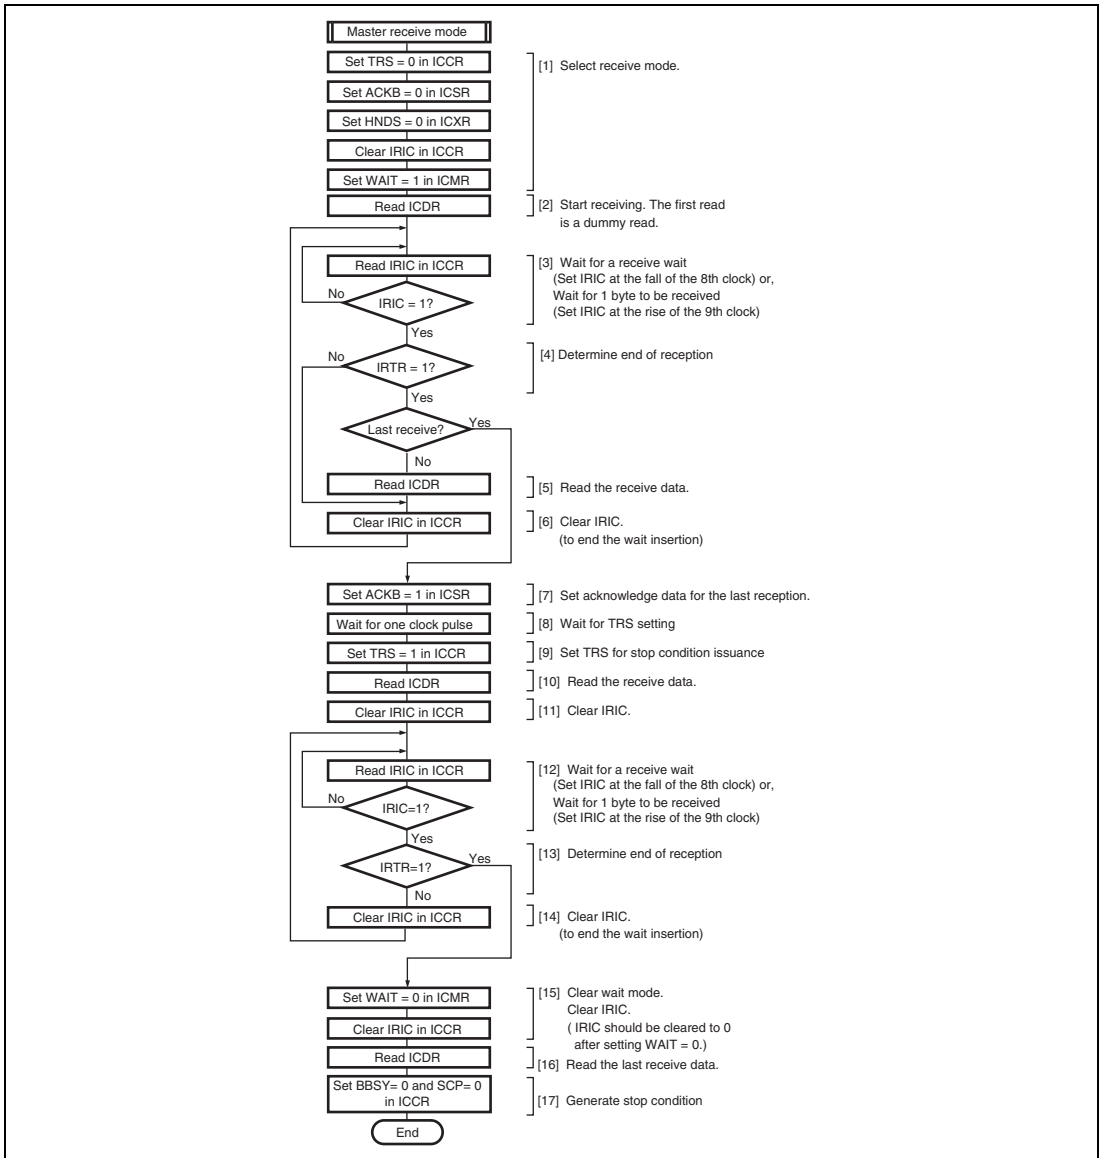 Master receive mode
Set TRS = 0 in ICCR
[1] Select receive mode.
Set ACKB = 0 in ICSR
Set HNDS = 0 in ICXR
Clear IRIC in ICCR
Set WAIT = 1 in ICMR
Read ICDR
[2] Start receiving. The first read
is a dummy read.
Read IRIC in ICCR
[3] Wait for a receive wait
(Set IRIC at the fall of the 8th clock) or,
Wait for 1 byte to be received
(Set IRIC at the rise of the 9th clock)
No
IRIC = 1?
Yes
[4] Determine end of reception
No
IRTR = 1?
Yes
Last receive?
Yes
No
Read ICDR
[5] Read the receive data.
Clear IRIC in ICCR
[6] Clear IRIC.
(to end the wait insertion)
Set ACKB = 1 in ICSR
[7] Set acknowledge data for the last reception.
Wait for one clock pulse
[8] Wait for TRS setting
Set TRS = 1 in ICCR
[9] Set TRS for stop condition issuance
Read ICDR
[10] Read the receive data.
Clear IRIC in ICCR
[11] Clear IRIC.
Read IRIC in ICCR
[12] Wait for a receive wait
(Set IRIC at the fall of the 8th clock) or,
Wait for 1 byte to be received
(Set IRIC at the rise of the 9th clock)
No
IRIC=1?
Yes
[13] Determine end of reception
IRTR=1?
Yes
No
Clear IRIC in ICCR
[14] Clear IRIC.
(to end the wait insertion)
Set WAIT = 0 in ICMR
[15] Clear wait mode.
Clear IRIC.
( IRIC should be cleared to 0
after setting WAIT = 0.)
Clear IRIC in ICCR
Read ICDR
[16] Read the last receive data.
Set BBSY= 0 and SCP= 0
in ICCR
[17] Generate stop condition
End